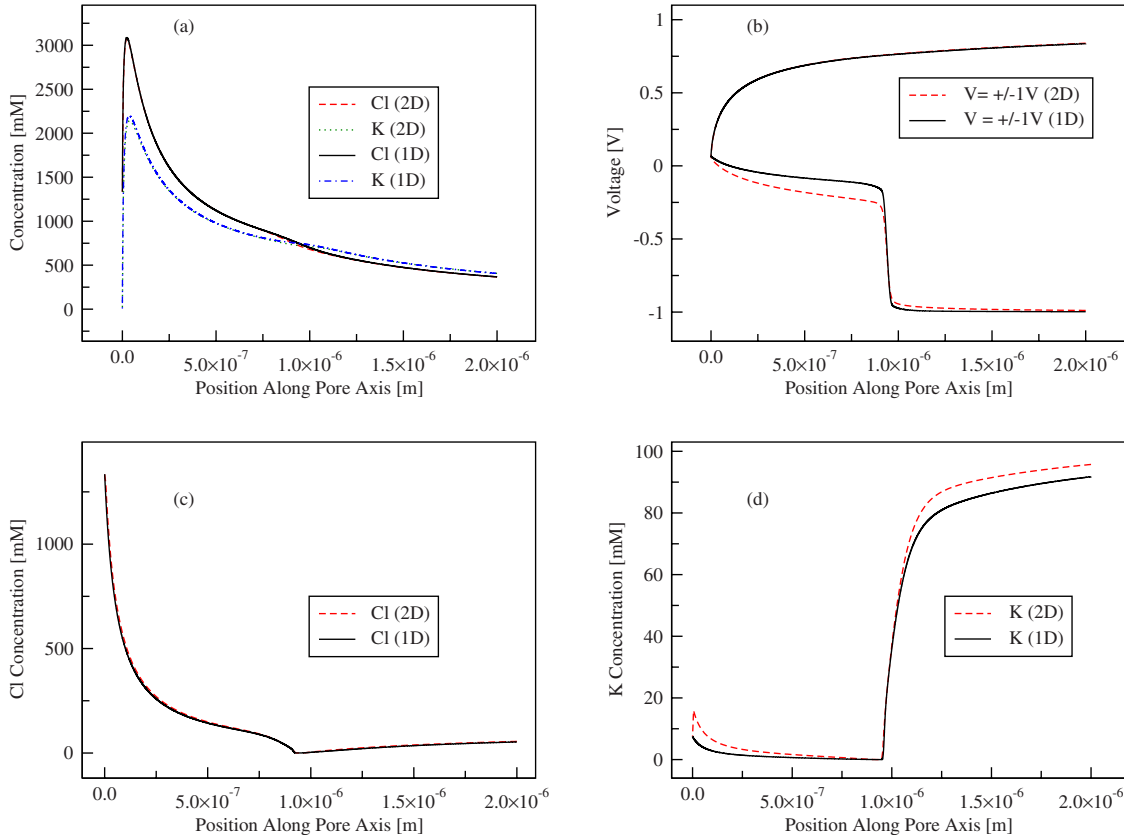 (a)
Concentration [mM]
3000
2500
2000
1500
1000
500
0
Cl (2D)
K (2D)
Cl (1D)
K (1D)
0.0
5.0×10⁻⁷
1.0×10⁻⁶
1.5×10⁻⁶
2.0×10⁻⁶
Position Along Pore Axis [m]
(b)
Voltage [V]
1
0.5
0
-0.5
-1
V= +/-1V (2D)
V = +/-1V (1D)
0.0
5.0×10⁻⁷
1.0×10⁻⁶
1.5×10⁻⁶
2.0×10⁻⁶
Position Along Pore Axis [m]
(c)
Cl Concentration [mM]
1000
500
0
Cl (2D)
Cl (1D)
0.0
5.0×10⁻⁷
1.0×10⁻⁶
1.5×10⁻⁶
2.0×10⁻⁶
Position Along Pore Axis [m]
(d)
K Concentration [mM]
100
80
60
40
20
0
K (2D)
K (1D)
0.0
5.0×10⁻⁷
1.0×10⁻⁶
1.5×10⁻⁶
2.0×10⁻⁶
Position Along Pore Axis [m]